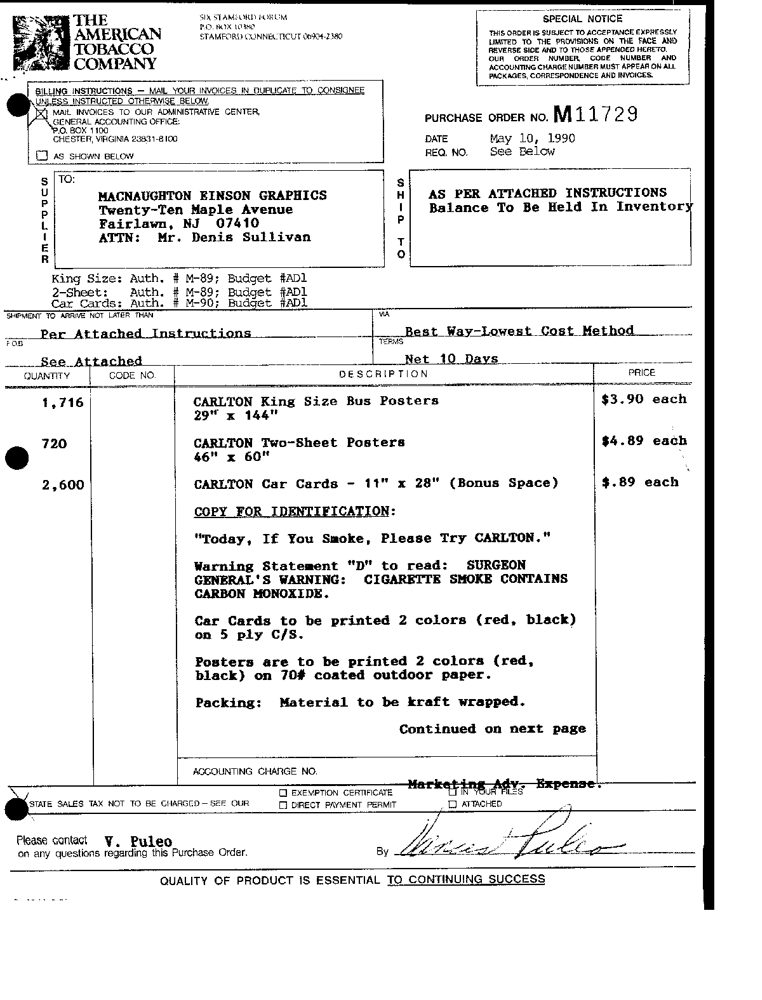 THE
AMERICAN
TOBACCO
COMPANY
SIX STAMFORD FORUM
P.O. BOX 10380
STAMFORD, CONNECTICUT 06904-2380
SPECIAL NOTICE
THIS ORDER IS SUBJECT TO ACCEPTANCE EXPRESSLY
LIMITED TO THE PROVISIONS ON THE FACE AND
REVERSE SIDE AND TO THOSE APPENDED HERETO.
OUR ORDER NUMBER, CODE NUMBER AND
ACCOUNTING CHARGE NUMBER MUST APPEAR ON ALL
PACKAGES, CORRESPONDENCE AND INVOICES.
BILLING INSTRUCTIONS — MAIL YOUR INVOICES IN DUPLICATE TO CONSIGNEE
UNLESS INSTRUCTED OTHERWISE BELOW.
MAIL INVOICES TO OUR ADMINISTRATIVE CENTER,
GENERAL ACCOUNTING OFFICE:
P.O. BOX 1100
CHESTER, VIRGINIA 23831-8100
AS SHOWN BELOW
PURCHASE ORDER NO. M11729
DATE May 10, 1990
REQ. NO. See Below
SUPPLIER
TO:
MACNAUGHTON EINSON GRAPHICS
Twenty-Ten Maple Avenue
Fairlawn, NJ 07410
ATTN: Mr. Denis Sullivan
SHIP TO
AS PER ATTACHED INSTRUCTIONS
Balance To Be Held In Inventory
King Size: Auth. # M-89; Budget #AD1
2-Sheet: Auth. # M-89; Budget #AD1
Car Cards: Auth. # M-90; Budget #AD1
SHIPMENT TO ARRIVE NOT LATER THAN
Per Attached Instructions
VIA
Best Way-Lowest Cost Method
F.O.B.
See Attached
TERMS
Net 10 Days
QUANTITY CODE NO. DESCRIPTION PRICE
1,716 CARLTON King Size Bus Posters $3.90 each
29" x 144"
720 CARLTON Two-Sheet Posters $4.89 each
46" x 60"
2,600 CARLTON Car Cards - 11" x 28" (Bonus Space) $.89 each
COPY FOR IDENTIFICATION:
"Today, If You Smoke, Please Try CARLTON."
Warning Statement "D" to read: SURGEON
GENERAL'S WARNING: CIGARETTE SMOKE CONTAINS
CARBON MONOXIDE.
Car Cards to be printed 2 colors (red, black)
on 5 ply C/S.
Posters are to be printed 2 colors (red,
black) on 70# coated outdoor paper.
Packing: Material to be kraft wrapped.
Continued on next page
ACCOUNTING CHARGE NO.
Marketing Adv. Expense.
STATE SALES TAX NOT TO BE CHARGED – SEE OUR
EXEMPTION CERTIFICATE
IN YOUR FILES
DIRECT PAYMENT PERMIT
ATTACHED
Please contact V. Puleo
on any questions regarding this Purchase Order.
By Vincent Puleo
QUALITY OF PRODUCT IS ESSENTIAL TO CONTINUING SUCCESS